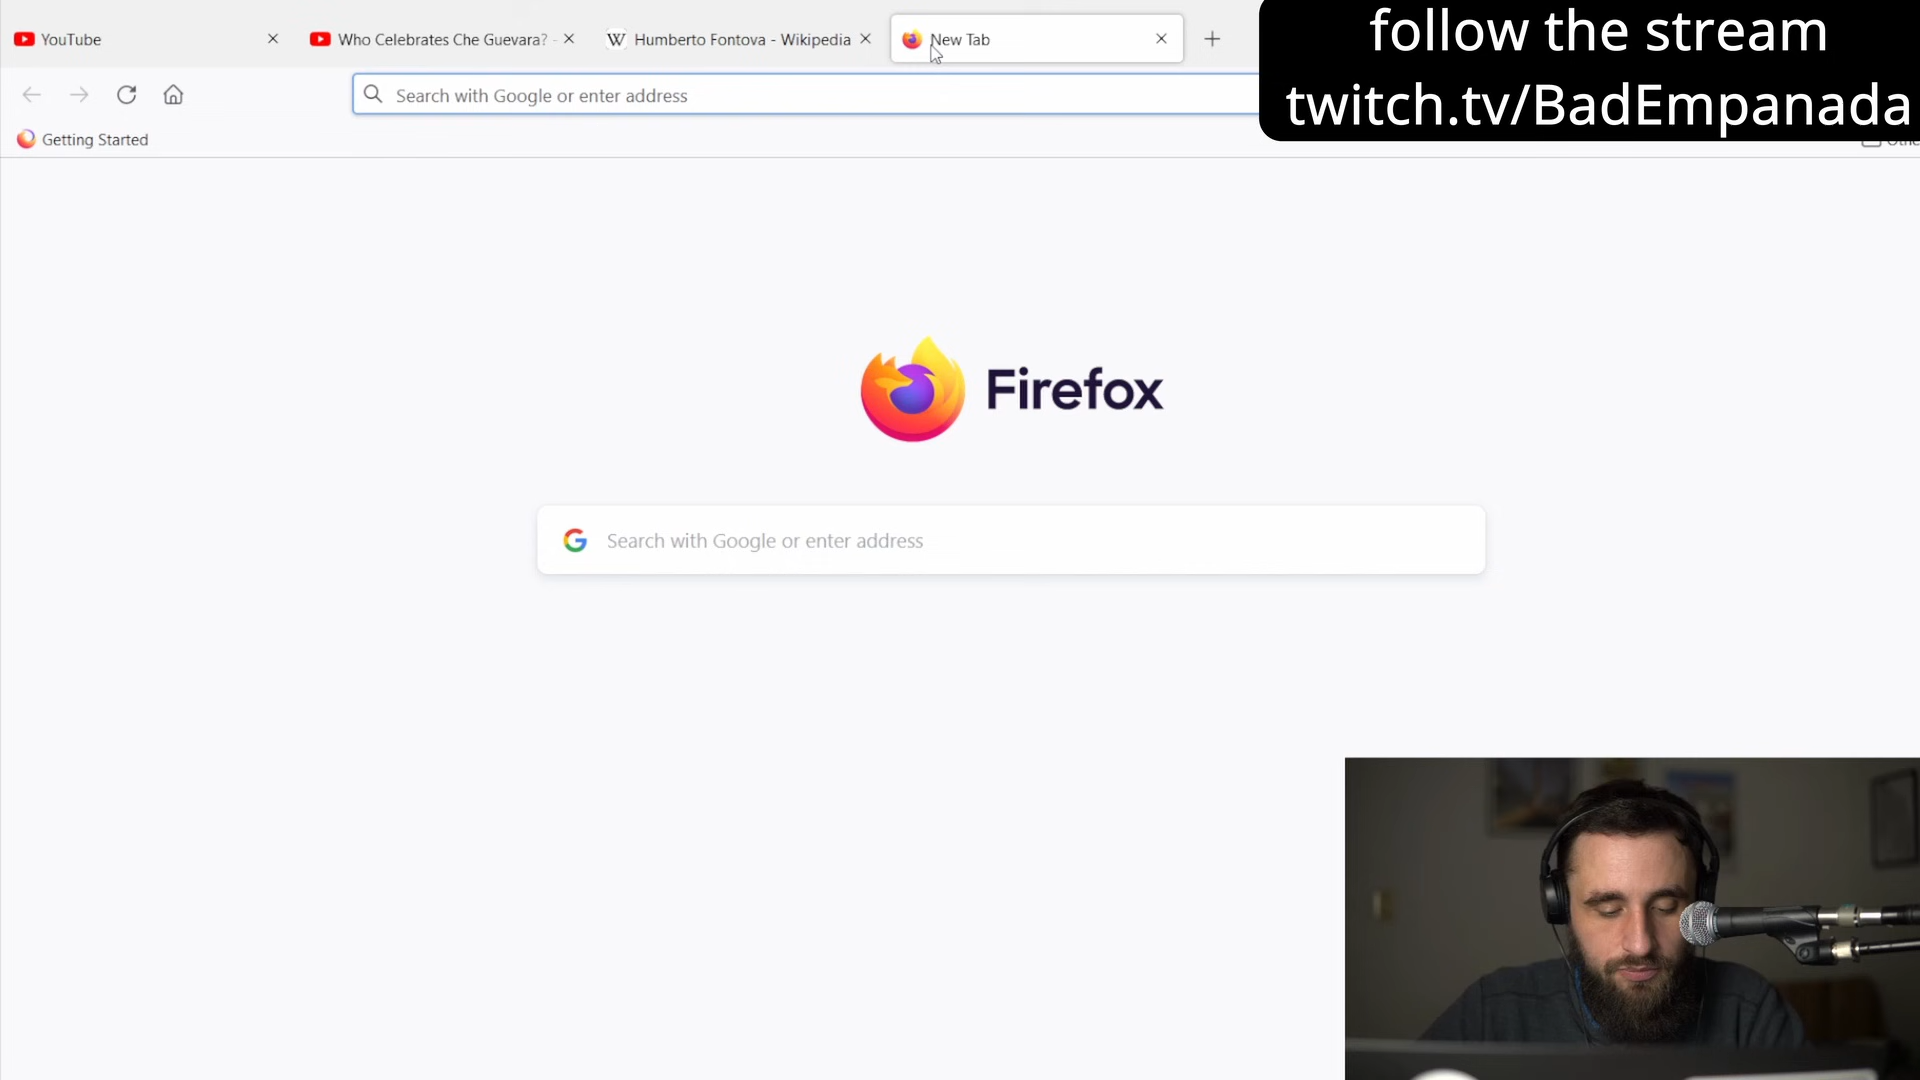 YouTube
Who Celebrates Che Guevara? -
Humberto Fontova - Wikipedia
New Tab
follow the stream
twitch.tv/BadEmpanada
Search with Google or enter address
Getting Started
Firefox
Search with Google or enter address